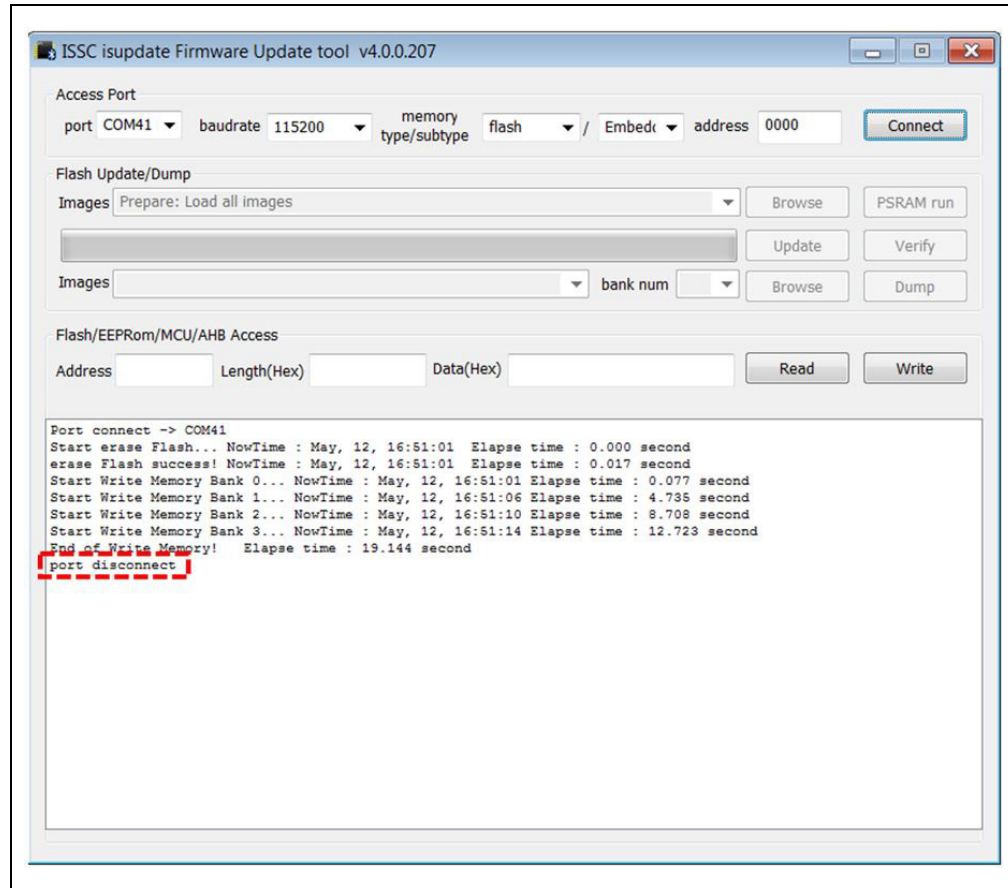 ISSC isupdate Firmware Update tool v4.0.0.207
Access Port
port COM41 baudrate 115200 memory type/subtype flash / Embedc address 0000 Connect
Flash Update/Dump
Images Prepare: Load all images Browse PSRAM run
Update Verify
Images bank num Browse Dump
Flash/EEPRom/MCU/AHB Access
Address Length(Hex) Data(Hex) Read Write
Port connect -> COM41
Start erase Flash... NowTime : May, 12, 16:51:01 Elapse time : 0.000 second
erase Flash success! NowTime : May, 12, 16:51:01 Elapse time : 0.017 second
Start Write Memory Bank 0... NowTime : May, 12, 16:51:01 Elapse time : 0.077 second
Start Write Memory Bank 1... NowTime : May, 12, 16:51:06 Elapse time : 4.735 second
Start Write Memory Bank 2... NowTime : May, 12, 16:51:10 Elapse time : 8.708 second
Start Write Memory Bank 3... NowTime : May, 12, 16:51:14 Elapse time : 12.723 second
End of Write Memory! Elapse time : 19.144 second
port disconnect